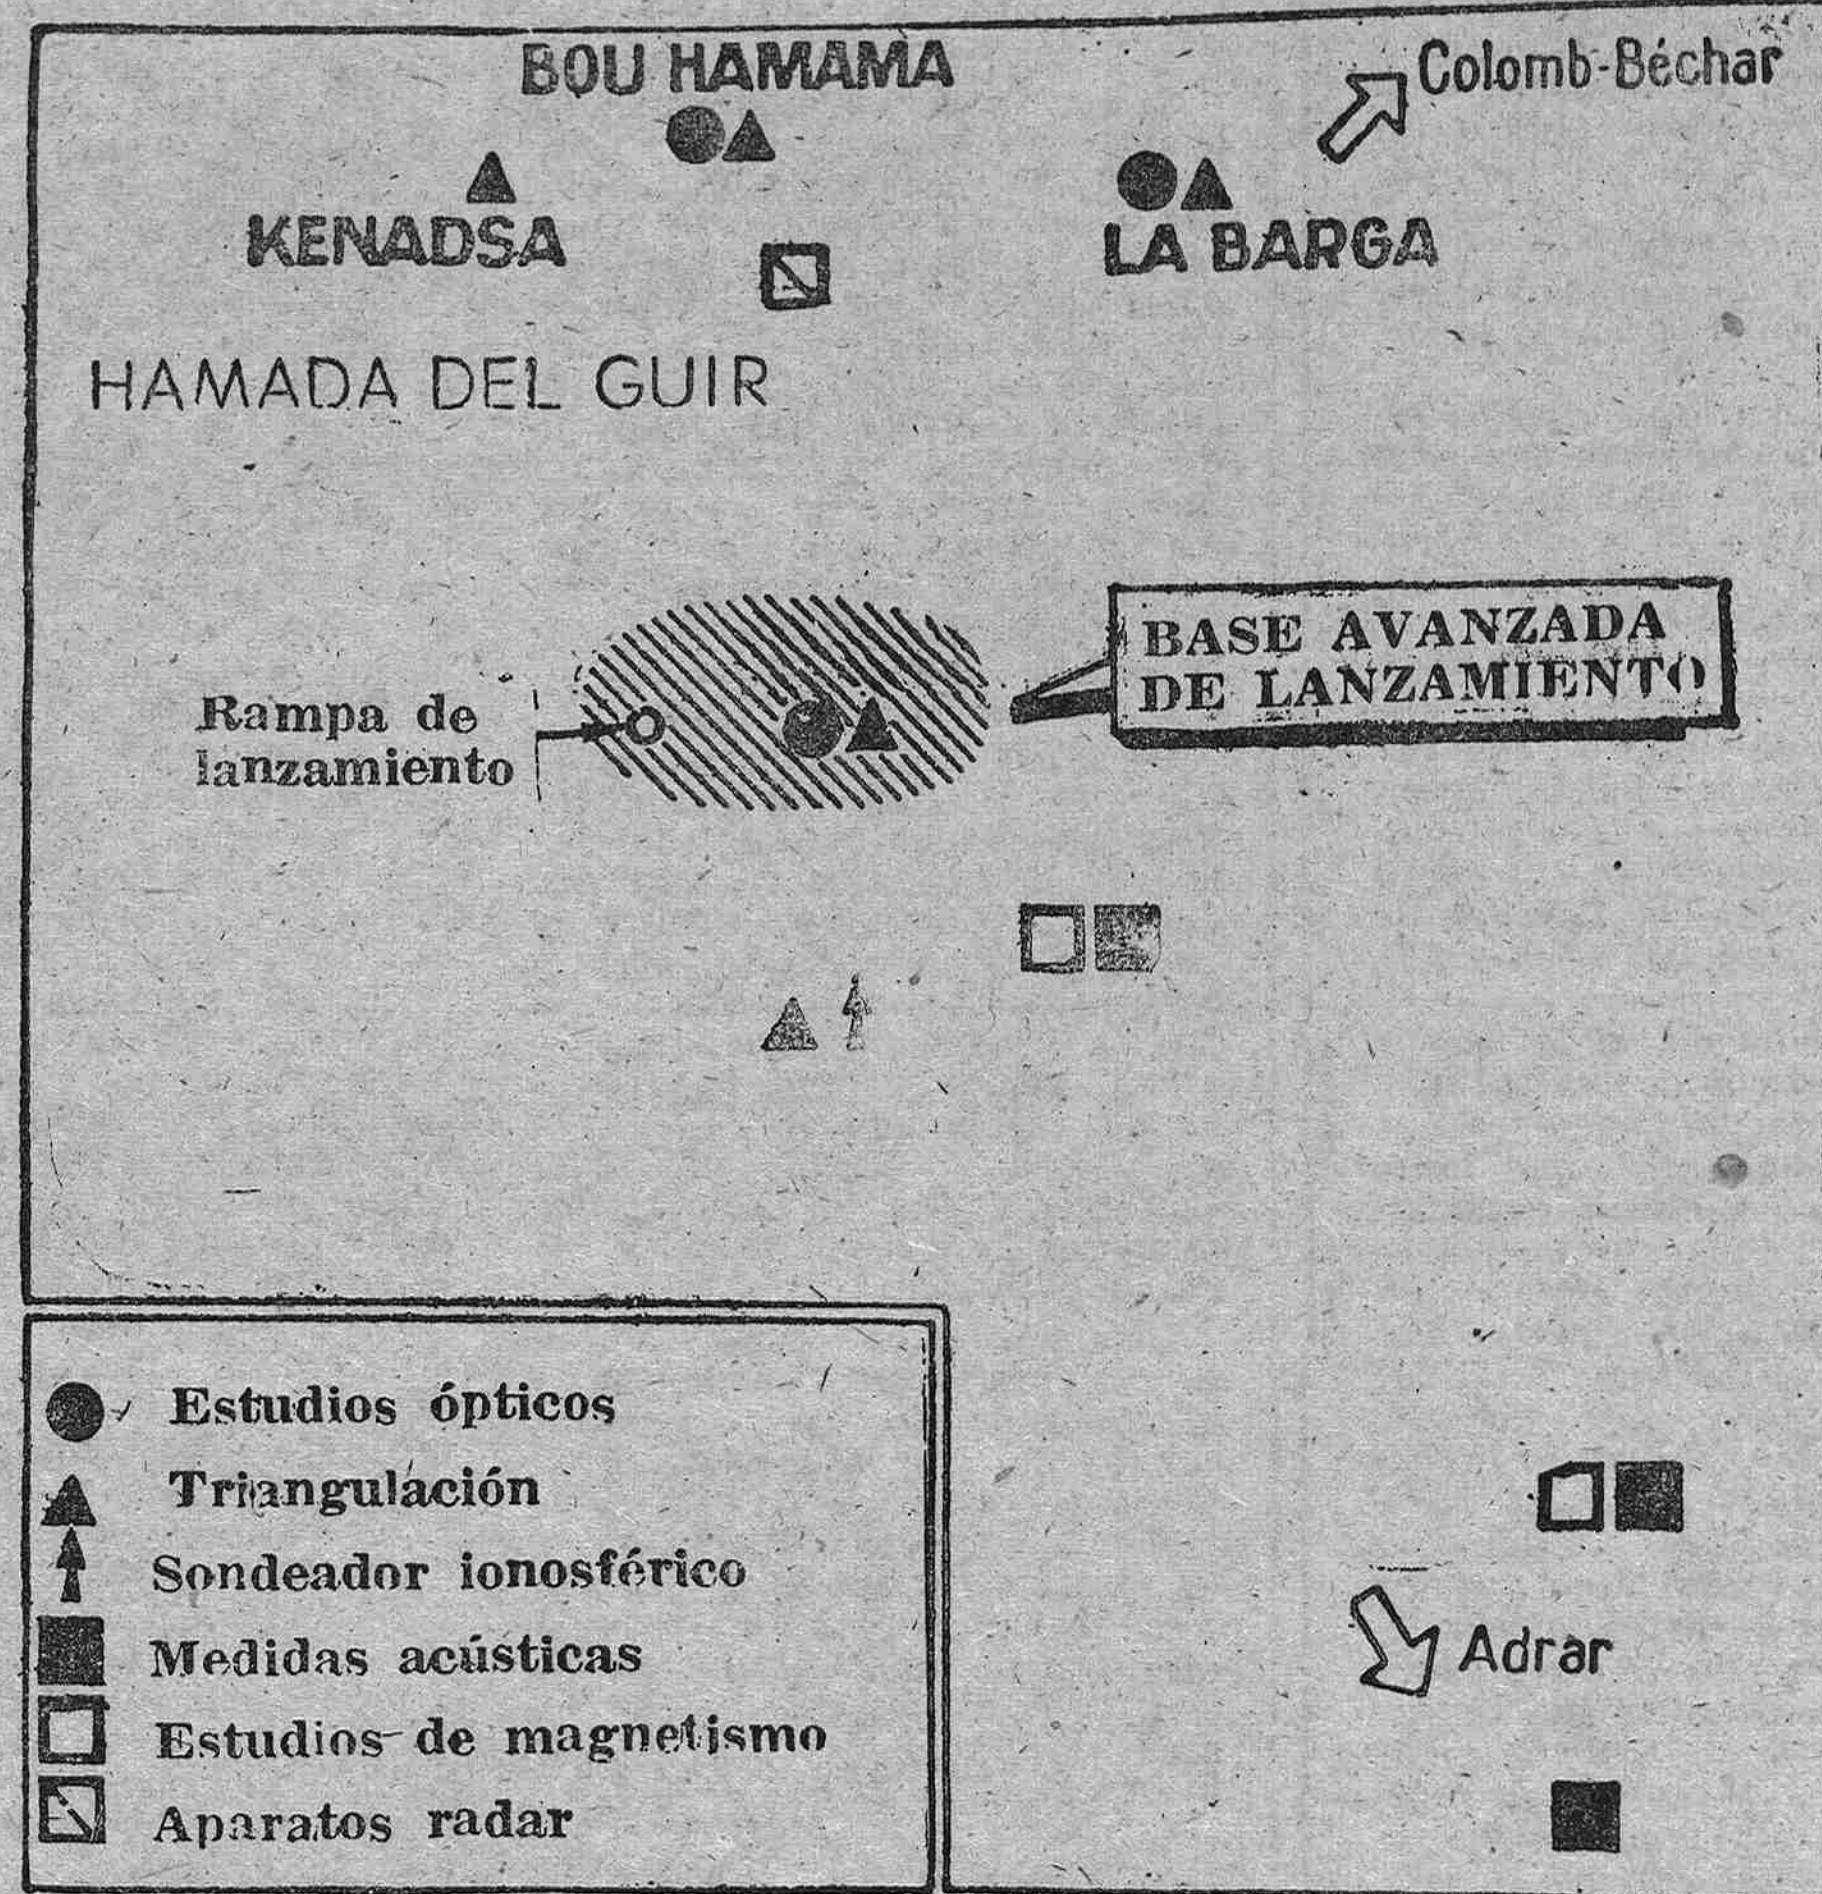 BOU HAMAMA
Colomb-Béchar
KENADSA
LA BARGA
HAMADA DEL GUIR
BASE AVANZADA
DE LANZAMIENTO
Rampa de
lanzamiento
Estudios ópticos
Triangulación
Sondeador ionosférico
Medidas acústicas
Estudios de magnetismo
Aparatos radar
Adrar